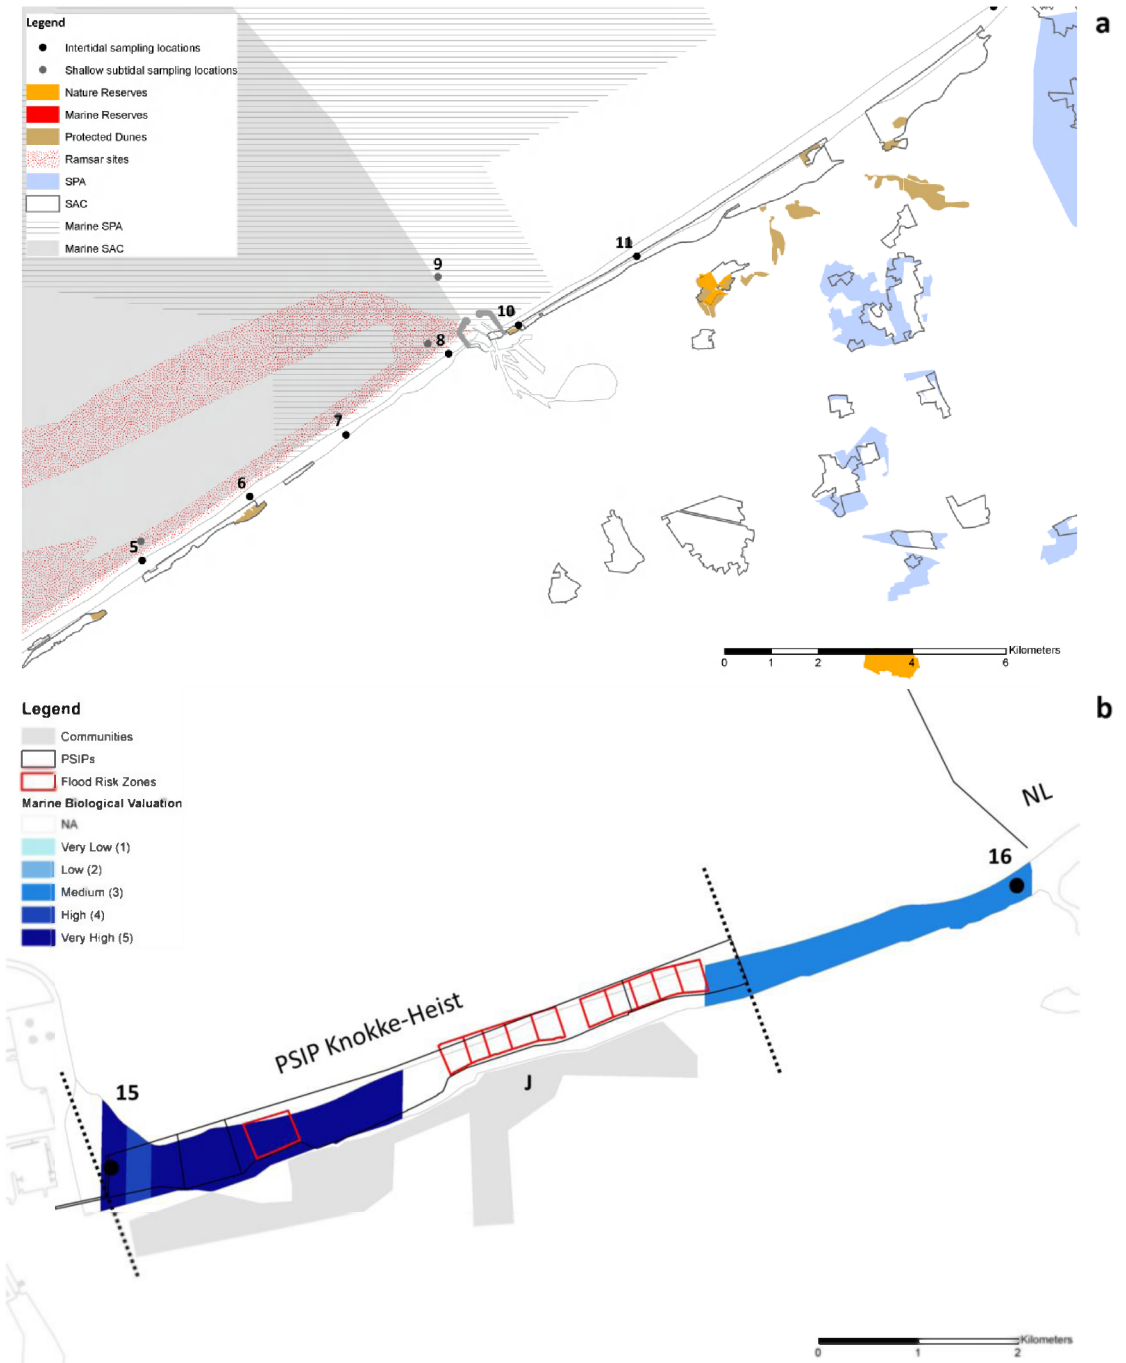 a
Legend
Intertidal sampling locations
Shallow subtidal sampling locations
Nature Reserves
Marine Reserves
Protected Dunes
Ramsar sites
SPA
SAC
Marine SPA
Marine SAC
11
9
10
8
7
6
5
Kilometers
0 1 2 4 6
b
Legend
Communities
PSIPs
Flood Risk Zones
Marine Biological Valuation
NA
Very Low (1)
Low (2)
Medium (3)
High (4)
Very High (5)
NL
16
PSIP Knokke-Heist
15
J
Kilometers
0 1 2